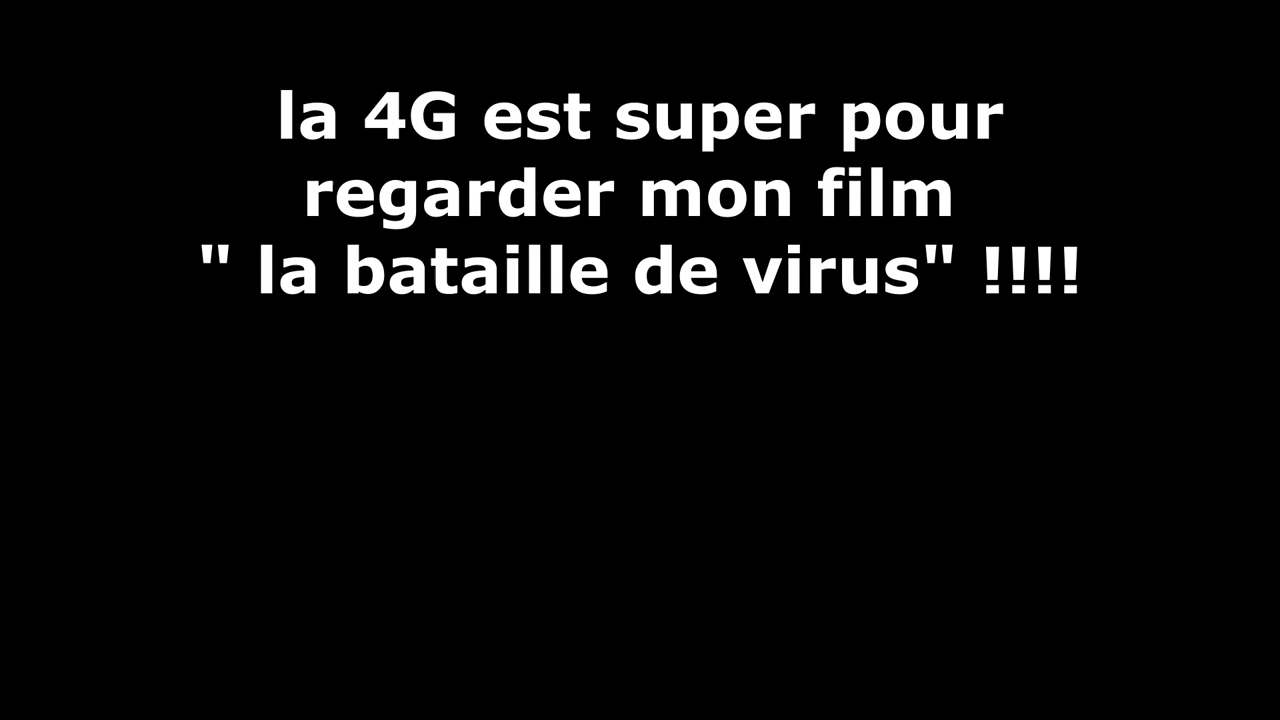 la 4G est super pour
regarder mon film
" la bataille de virus" !!!!